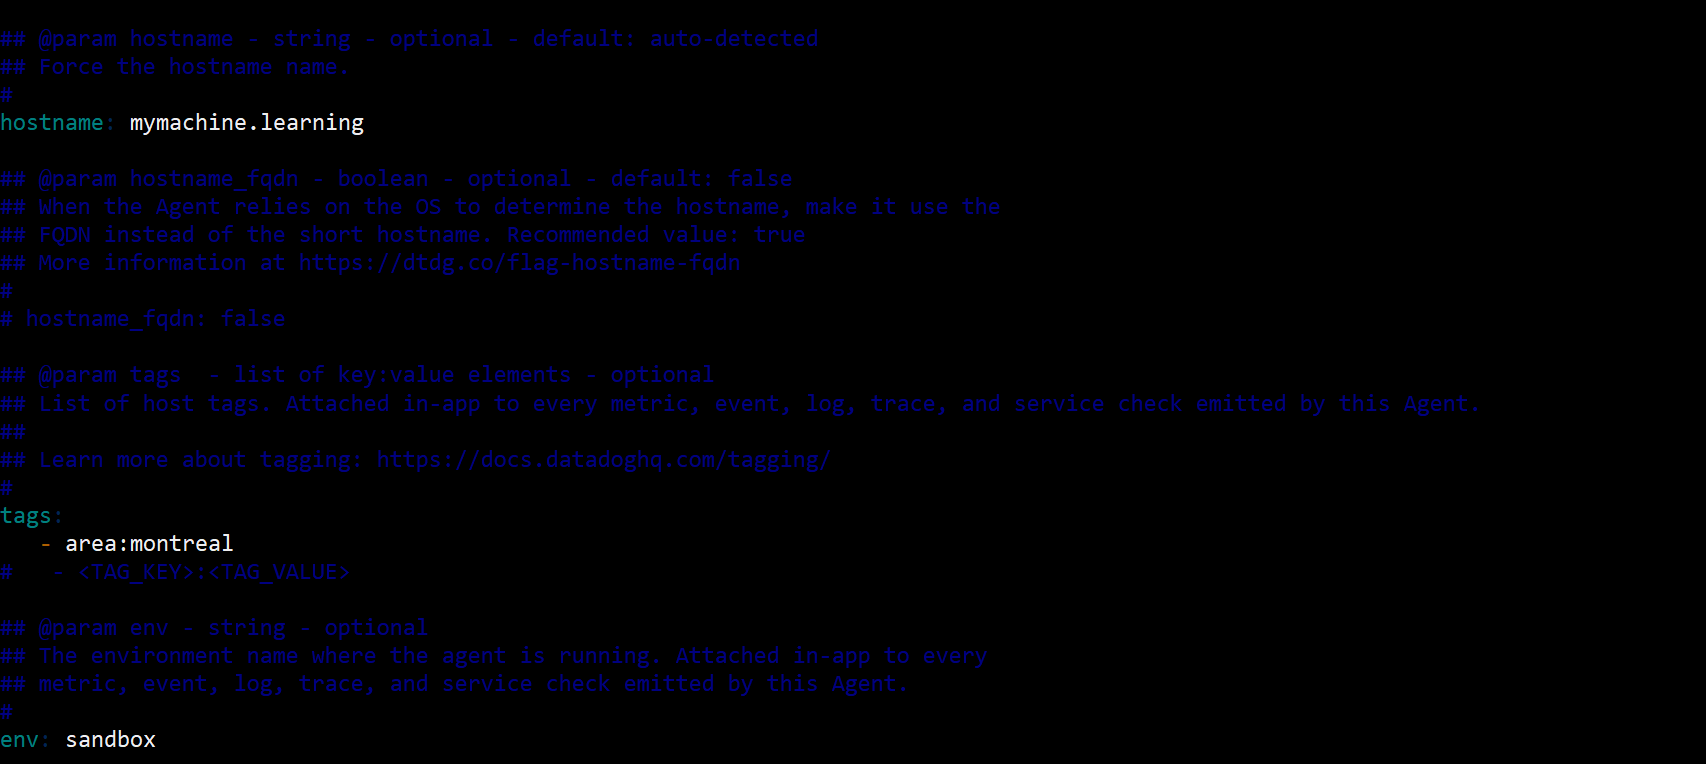 ## @param hostname - string - optional - default: auto-detected
## Force the hostname name.
#
hostname: mymachine.learning
## @param hostname_fqdn - boolean - optional - default: false
## When the Agent relies on the OS to determine the hostname, make it use the
## FQDN instead of the short hostname. Recommended value: true
## More information at https://dtdg.co/flag-hostname-fqdn
#
# hostname_fqdn: false
## @param tags  - list of key:value elements - optional
## List of host tags. Attached in-app to every metric, event, log, trace, and service check emitted by this Agent.
##
## Learn more about tagging: https://docs.datadoghq.com/tagging/
#
tags:
   - area:montreal
#   - <TAG_KEY>:<TAG_VALUE>
## @param env - string - optional
## The environment name where the agent is running. Attached in-app to every
## metric, event, log, trace, and service check emitted by this Agent.
#
env: sandbox